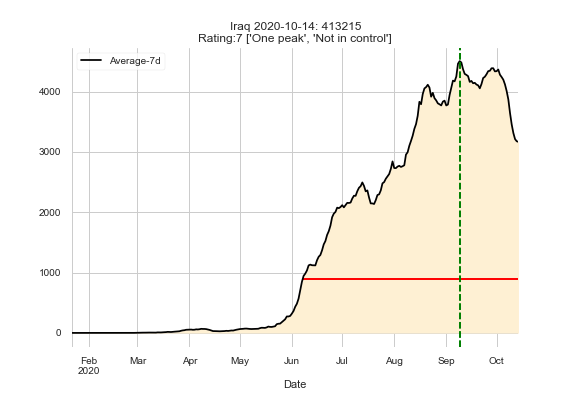 Iraq 2020-10-14: 413215
Rating:7 ['One peak', 'Not in control']
Average-7d
4000
3000
2000
1000
0
Feb Mar Apr May Jun Jul Aug Sep Oct
2020
Date